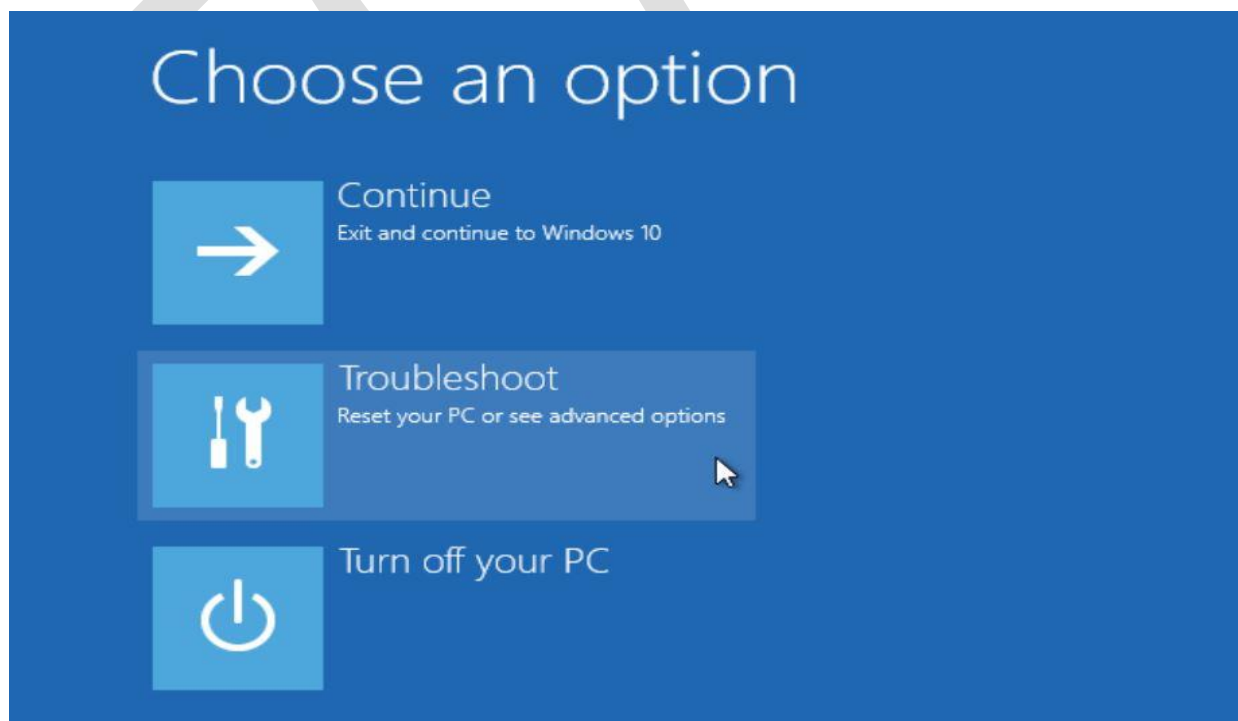 Choose an option
Continue
Exit and continue to Windows 10
Troubleshoot
Reset your PC or see advanced options
Turn off your PC